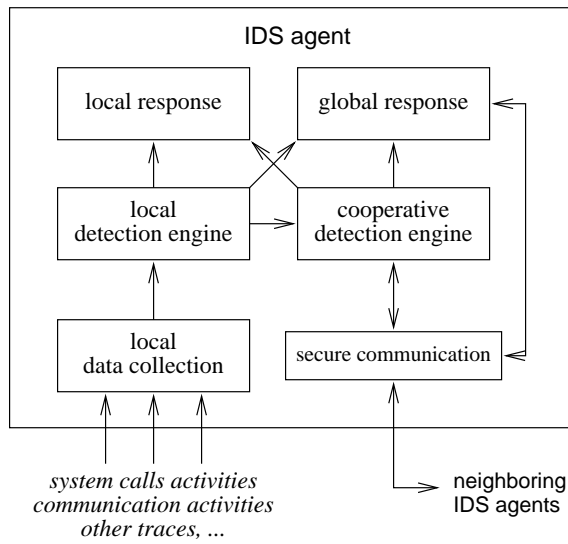 IDS agent
local response
global response
local
detection engine
cooperative
detection engine
local
data collection
secure communication
system calls activities
communication activities
other traces, ...
neighboring
IDS agents